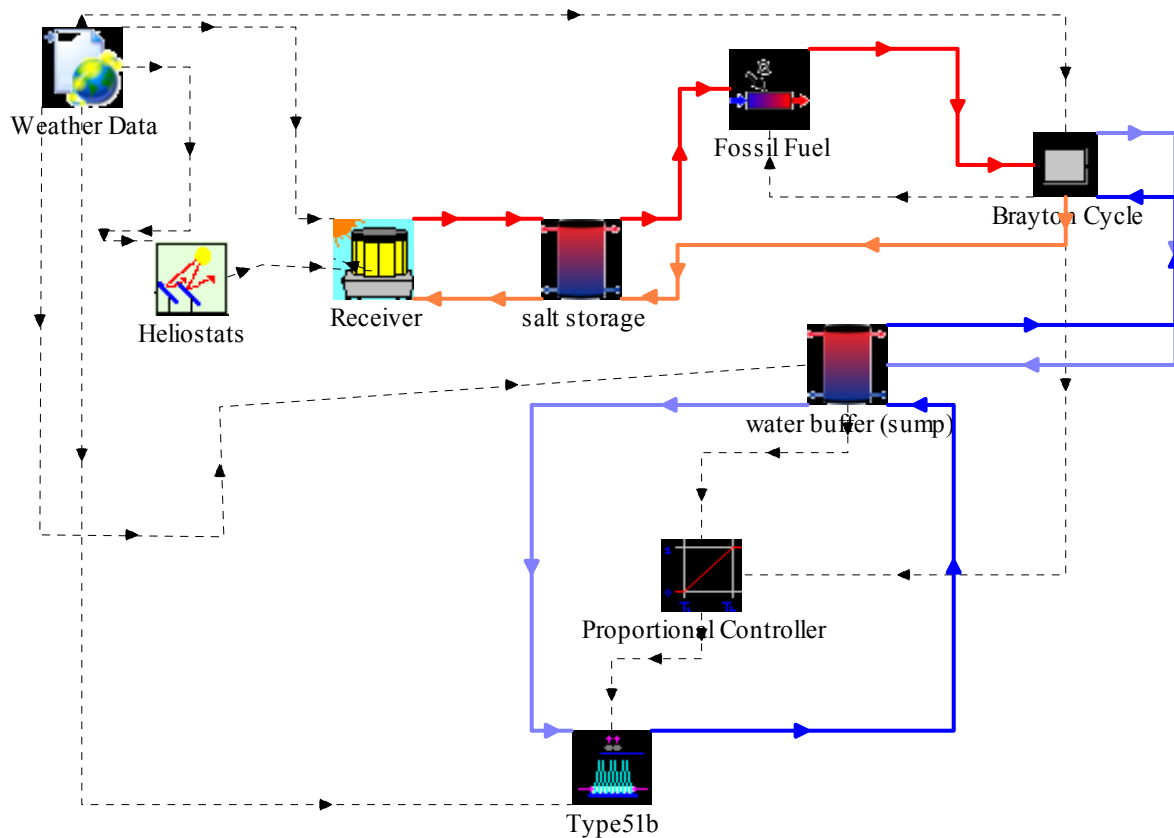 Weather Data
Fossil Fuel
Brayton Cycle
Heliostats
Receiver
salt storage
water buffer (sump)
Proportional Controller
Type51b